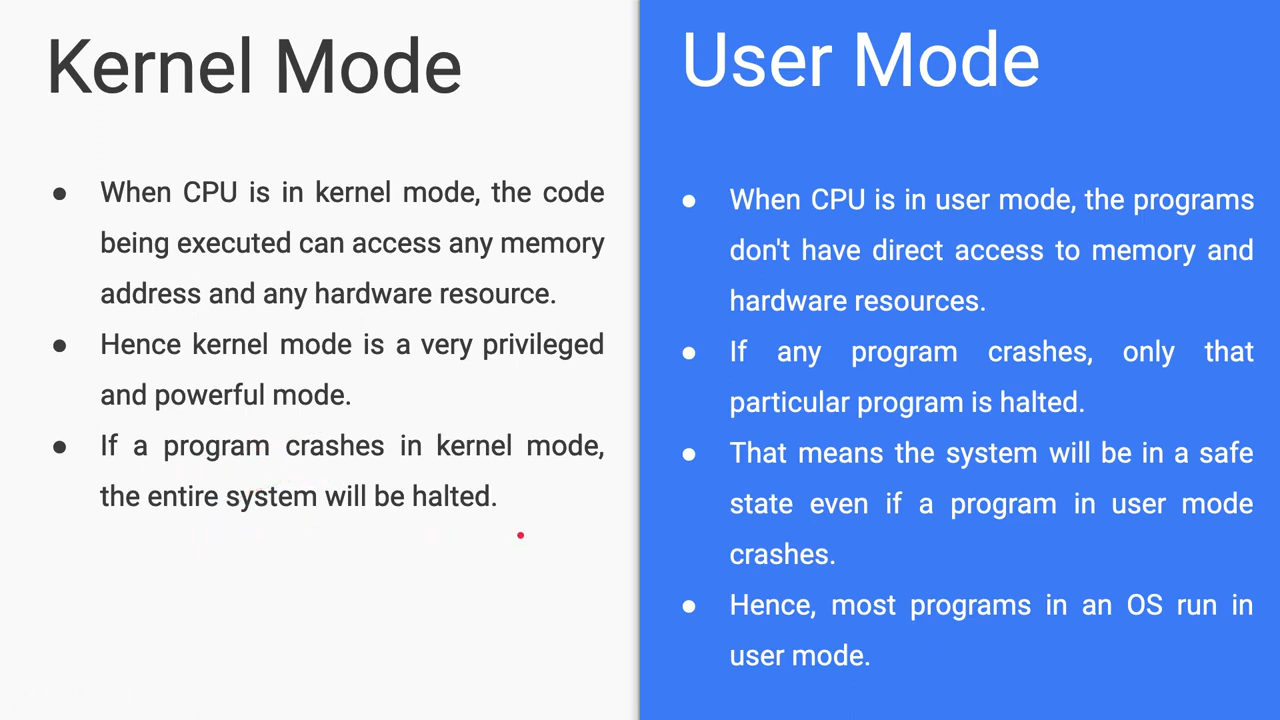 Kernel Mode
● When CPU is in kernel mode, the code
being executed can access any memory
address and any hardware resource.
● Hence kernel mode is a very privileged
and powerful mode.
● If a program crashes in kernel mode,
the entire system will be halted.
User Mode
● When CPU is in user mode, the programs
don't have direct access to memory and
hardware resources.
● If any program crashes, only that
particular program is halted.
● That means the system will be in a safe
state even if a program in user mode
crashes.
● Hence, most programs in an OS run in
user mode.